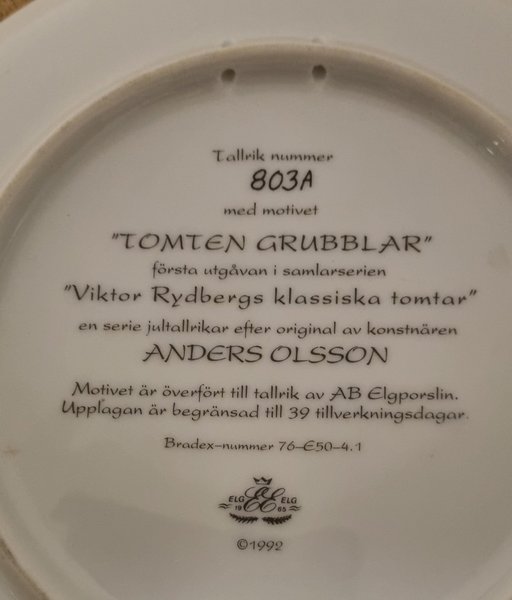 Tallrik nummer
803A
med motivet
"TOMTEN GRUBBLAR"
första utgåvan i samlarserien
"Viktor Rydbergs klassiska tomtar"
en serie jultallrikar efter original av konstnären
ANDERS OLSSON
Motivet är överfört till tallrik av AB Elgporslin.
Upplagan är begränsad till 39 tillverkningsdagar.
Bradex-nummer 76-E50-4.1
ELG EE ELG
19 65
©1992